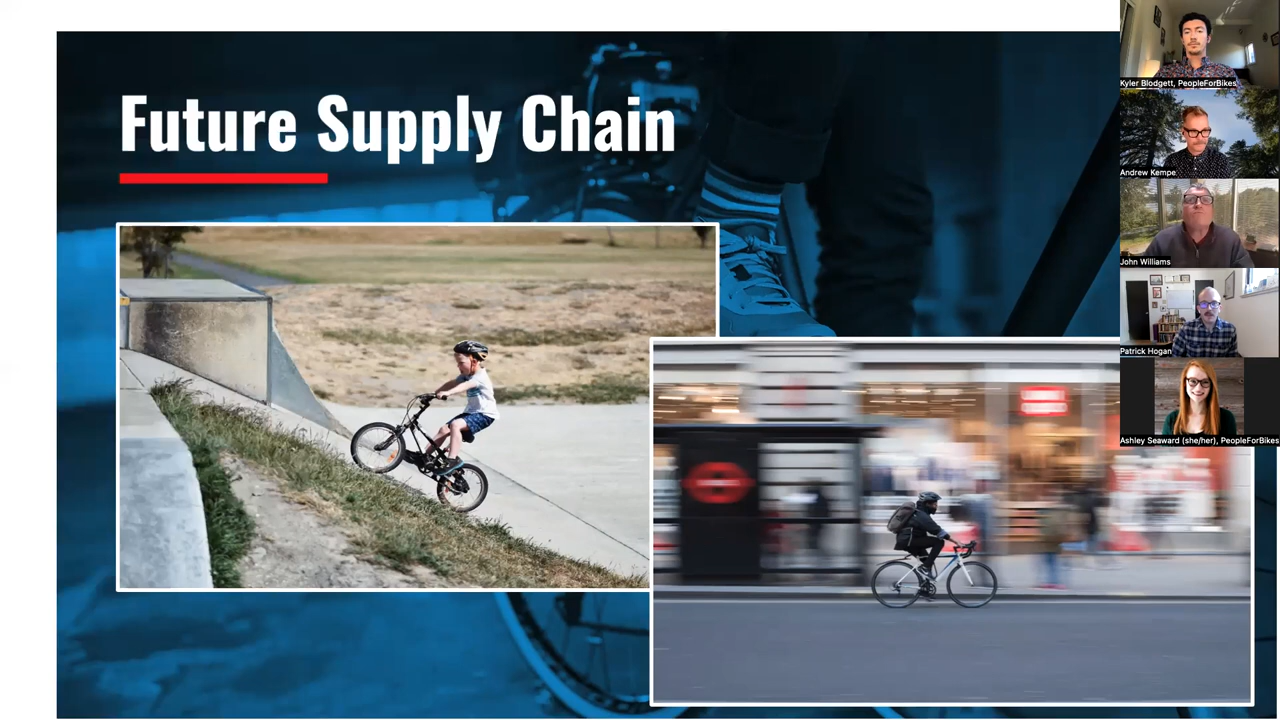 Future Supply Chain
Kyler Blodgett, PeopleForBikes
Andrew Kempe
John Williams
Patrick Hogan
Ashley Seaward (she/her), PeopleForBikes